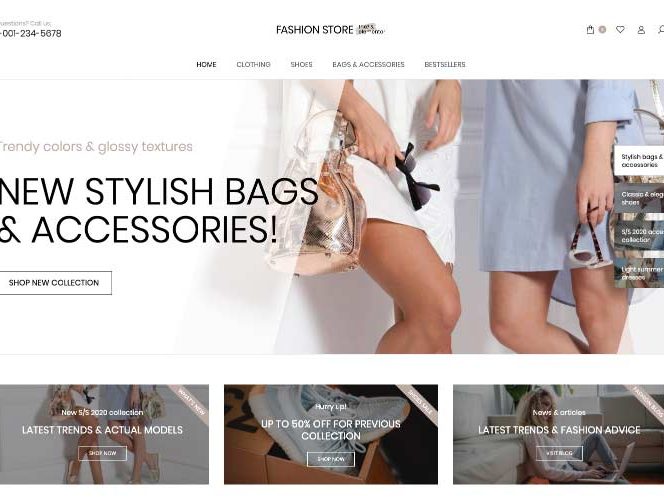 uestions? Call us:
-001-234-5678
FASHION STORE
HOME CLOTHING SHOES BAGS & ACCESSORIES BESTSELLERS
Trendy colors & glossy textures
NEW STYLISH BAGS
& ACCESSORIES!
SHOP NEW COLLECTION
Stylish bags &
accessories
Classic & eleg
shoes
S/S 2020 acce
collection
Light summer
dresses
WHAT'S NEW
New S/S 2020 collection
LATEST TRENDS & ACTUAL MODELS
SHOP NOW
SHOES SALE
Hurry up!
UP TO 50% OFF FOR PREVIOUS
COLLECTION
SHOP NOW
FASHION BLOG
News & articles
LATEST TRENDS & FASHION ADVICE
VISIT BLOG